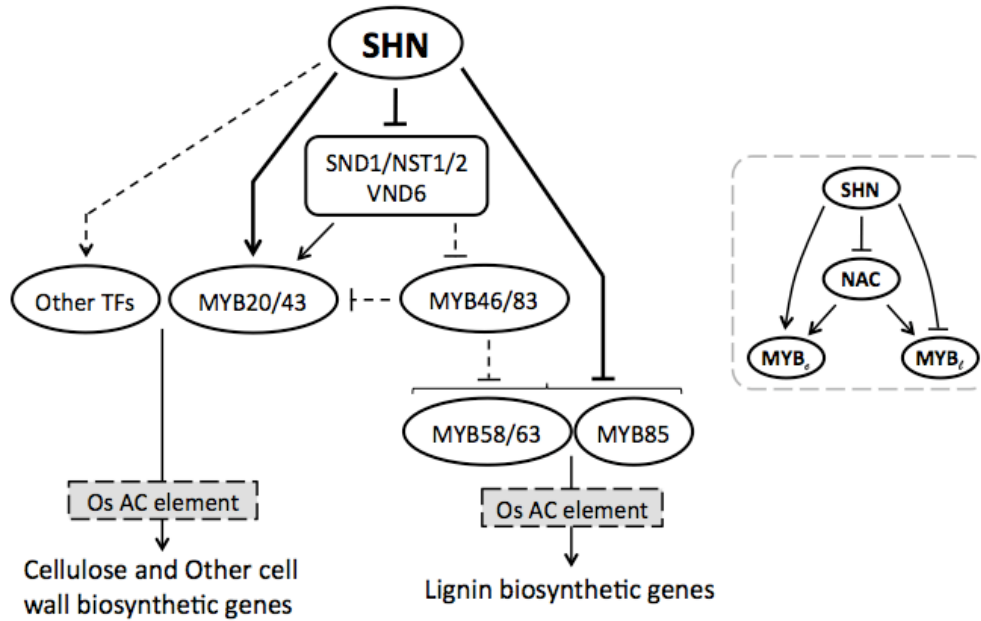 SHN
SND1/NST1/2
VND6
Other TFs
MYB20/43
MYB46/83
MYB58/63
MYB85
Os AC element
Os AC element
Cellulose and Other cell
wall biosynthetic genes
Lignin biosynthetic genes
SHN
NAC
MYBc
MYBℓ